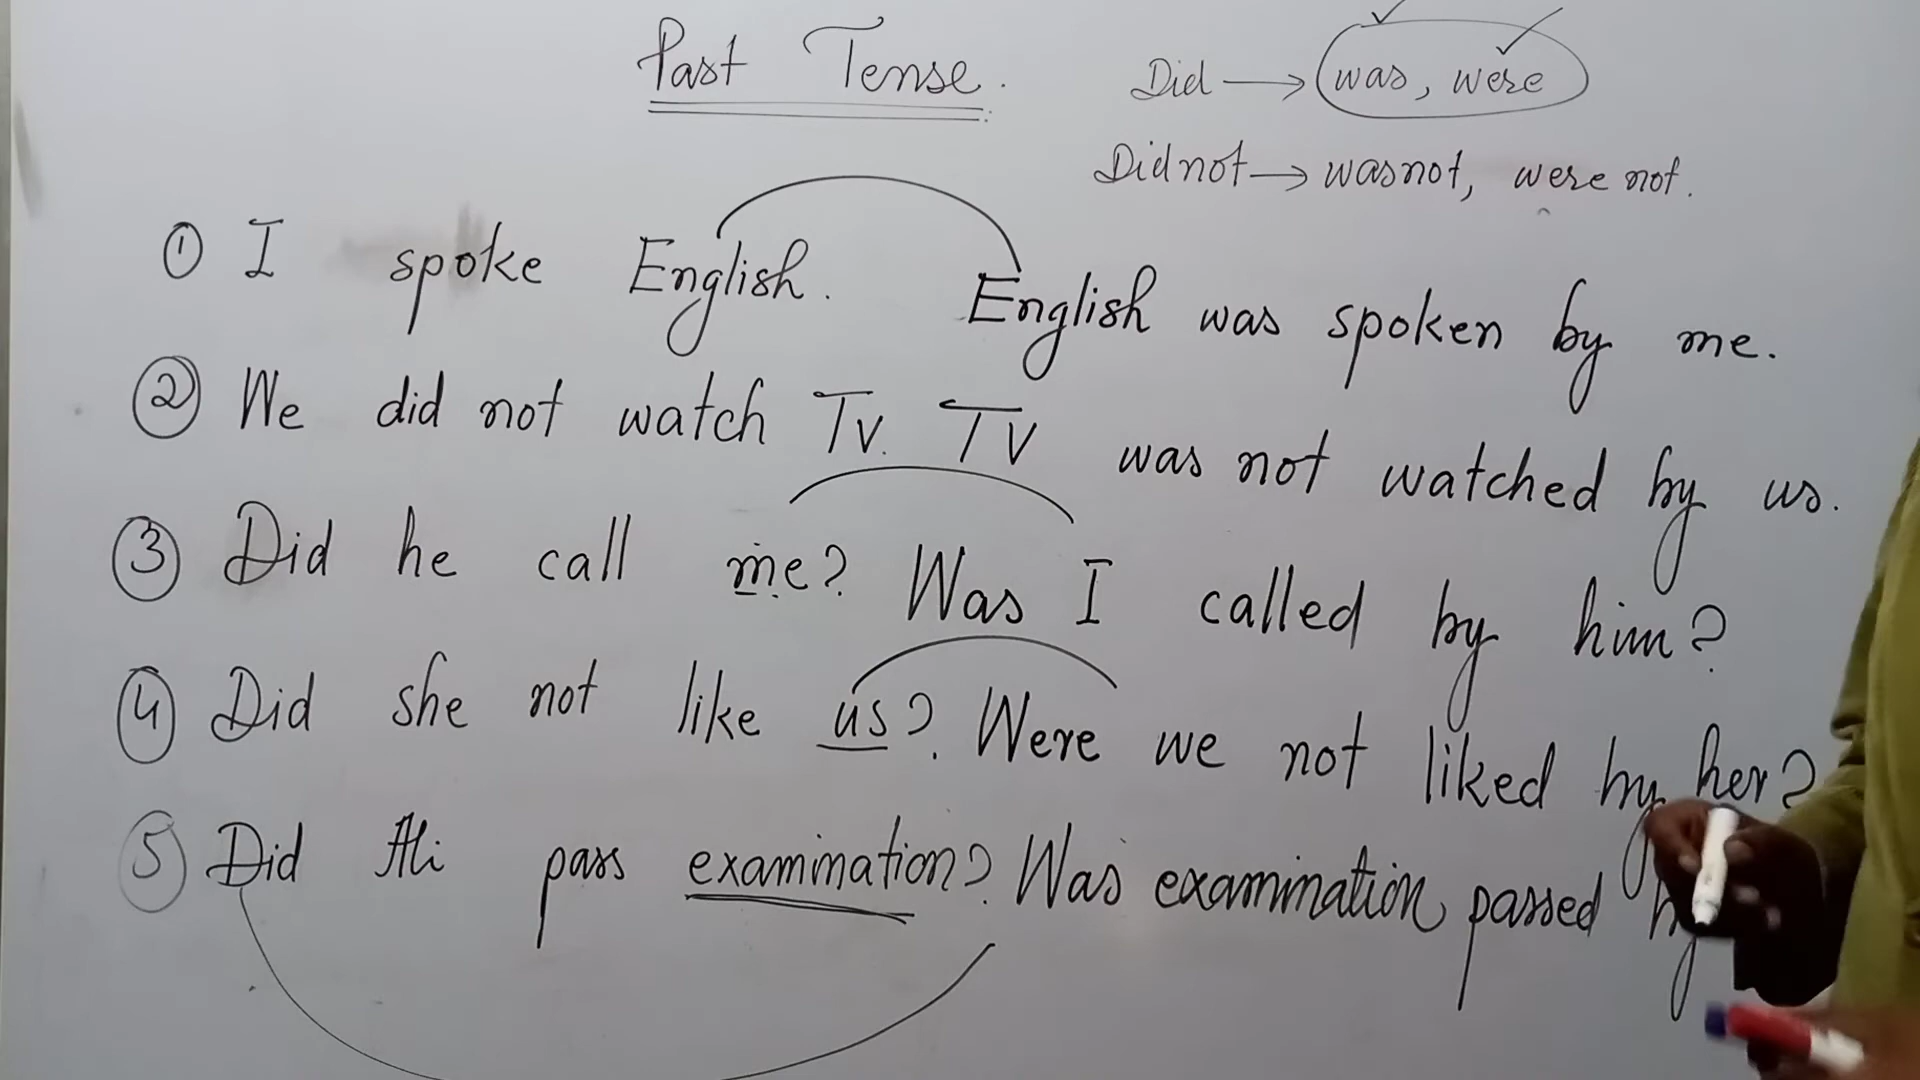 Past Tense.
Did → was, were
Did not → was not, were not.
① I spoke English. English was spoken by me.
② We did not watch Tv. TV was not watched by us.
③ Did he call me? Was I called by him?
④ Did she not like us? Were we not liked by her?
⑤ Did Ali pass examination? Was examination passed by